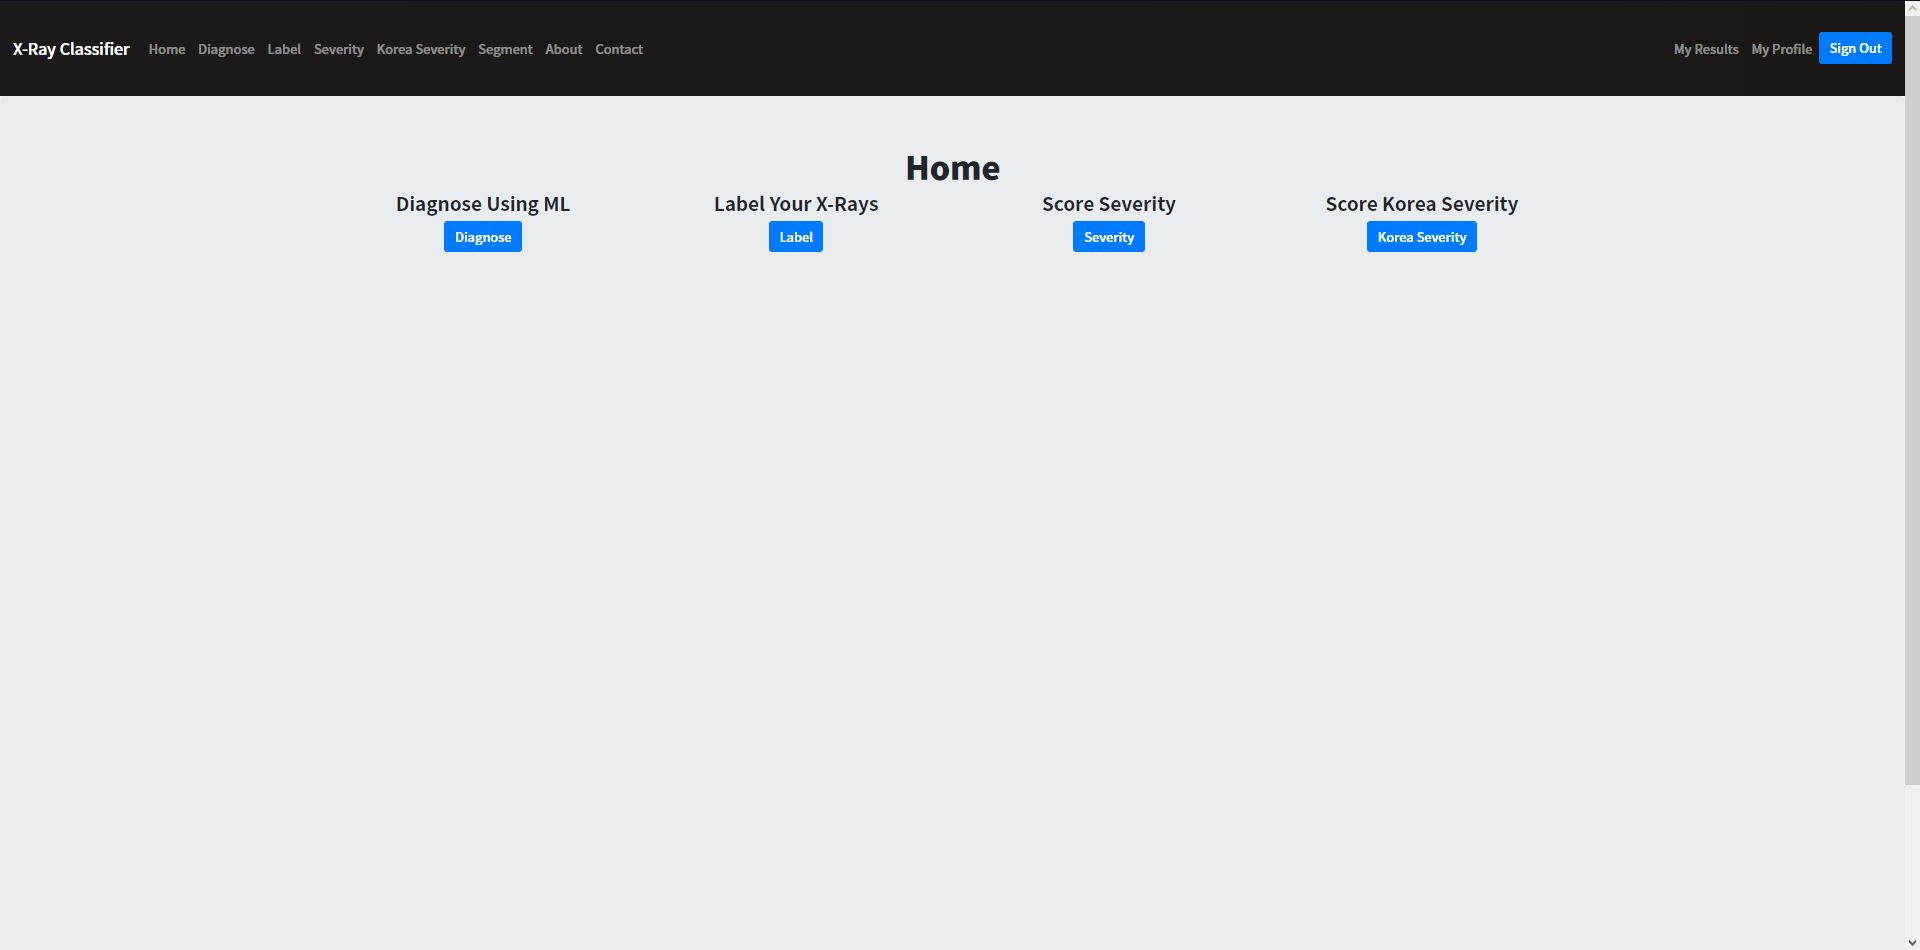 X-Ray Classifier Home Diagnose Label Severity Korea Severity Segment About Contact My Results My Profile Sign Out
Home
Diagnose Using ML Label Your X-Rays Score Severity Score Korea Severity
Diagnose Label Severity Korea Severity